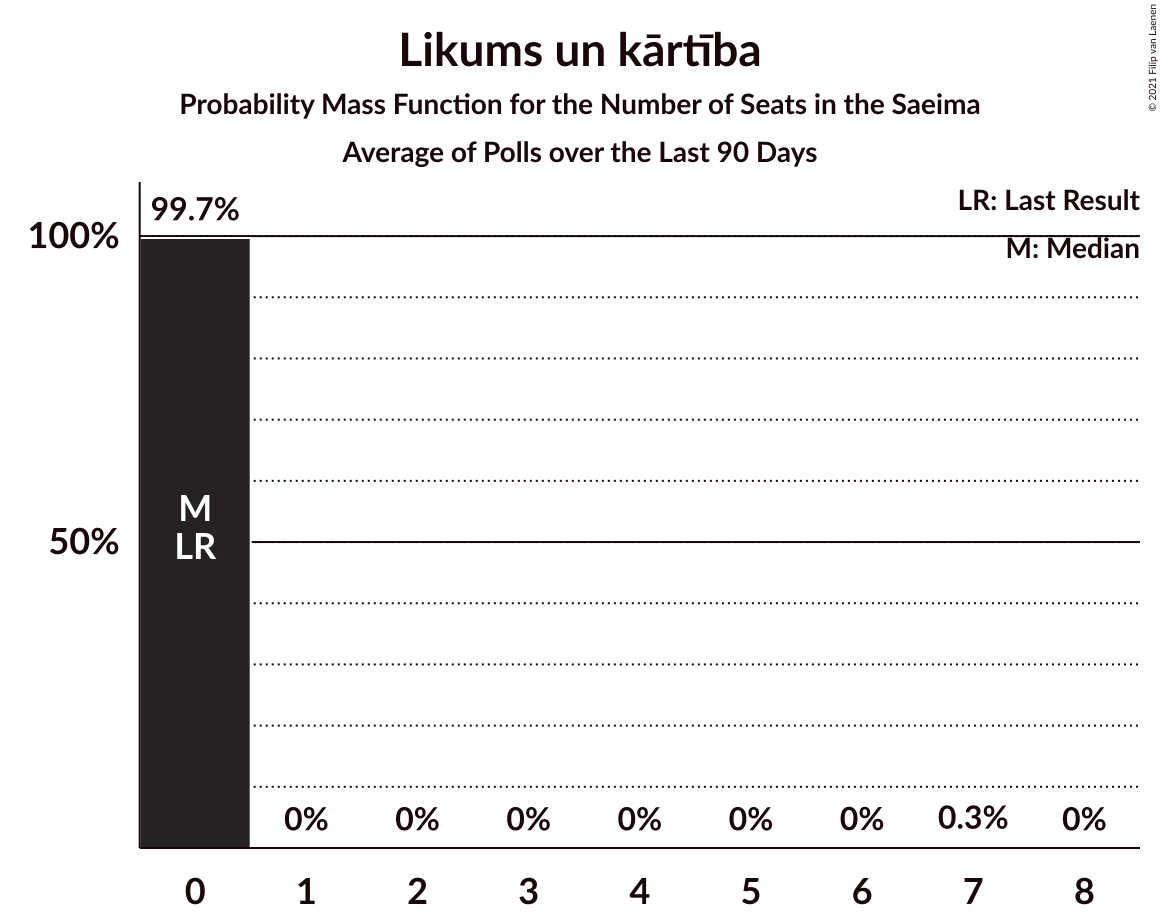 Likums un kārtība
Probability Mass Function for the Number of Seats in the Saeima
Average of Polls over the Last 90 Days
© 2021 Filip van Laenen
LR: Last Result
M: Median
99.7%
100%
50%
M
LR
0% 0% 0% 0% 0% 0% 0.3% 0%
0 1 2 3 4 5 6 7 8